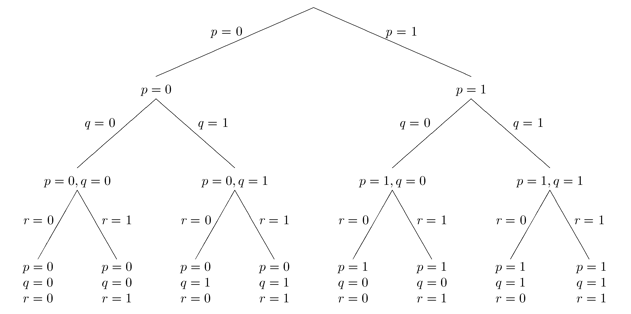 p = 0
p = 1
p = 0
p = 1
q = 0
q = 1
q = 0
q = 1
p = 0, q = 0
p = 0, q = 1
p = 1, q = 0
p = 1, q = 1
r = 0
r = 1
r = 0
r = 1
r = 0
r = 1
r = 0
r = 1
p = 0
q = 0
r = 0
p = 0
q = 0
r = 1
p = 0
q = 1
r = 0
p = 0
q = 1
r = 1
p = 1
q = 0
r = 0
p = 1
q = 0
r = 1
p = 1
q = 1
r = 0
p = 1
q = 1
r = 1